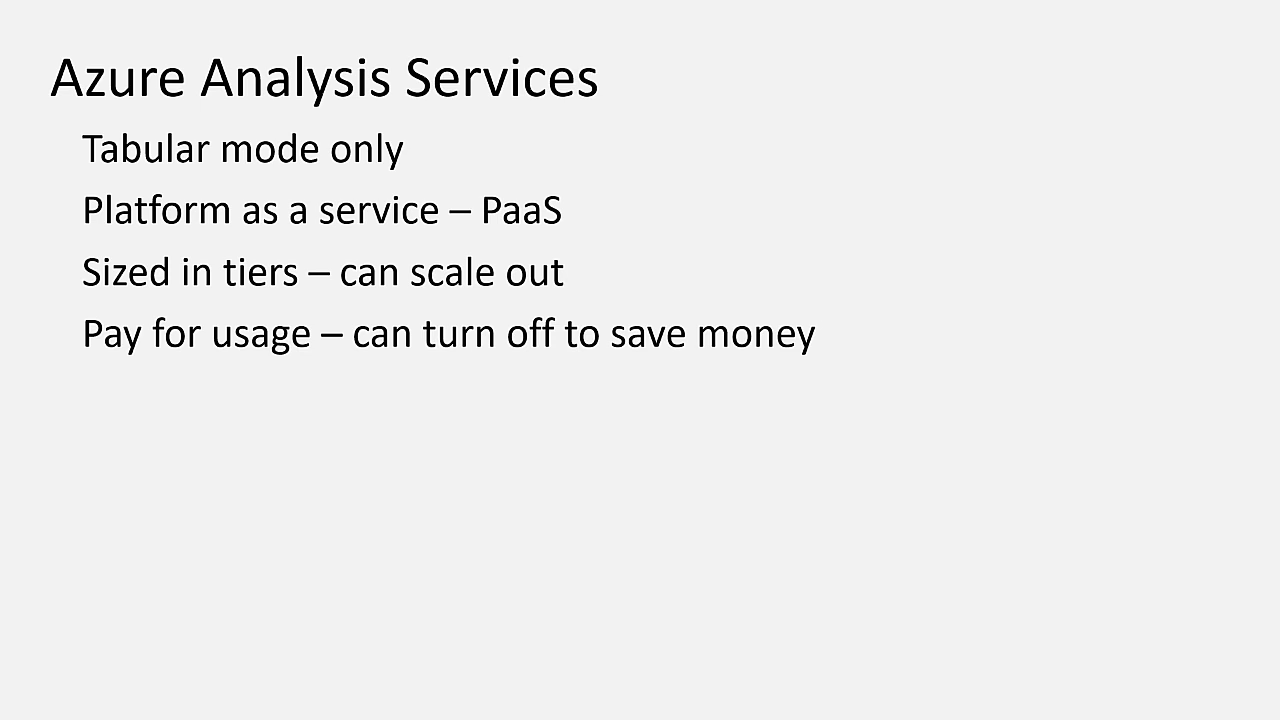 Azure Analysis Services
Tabular mode only
Platform as a service – PaaS
Sized in tiers – can scale out
Pay for usage – can turn off to save money